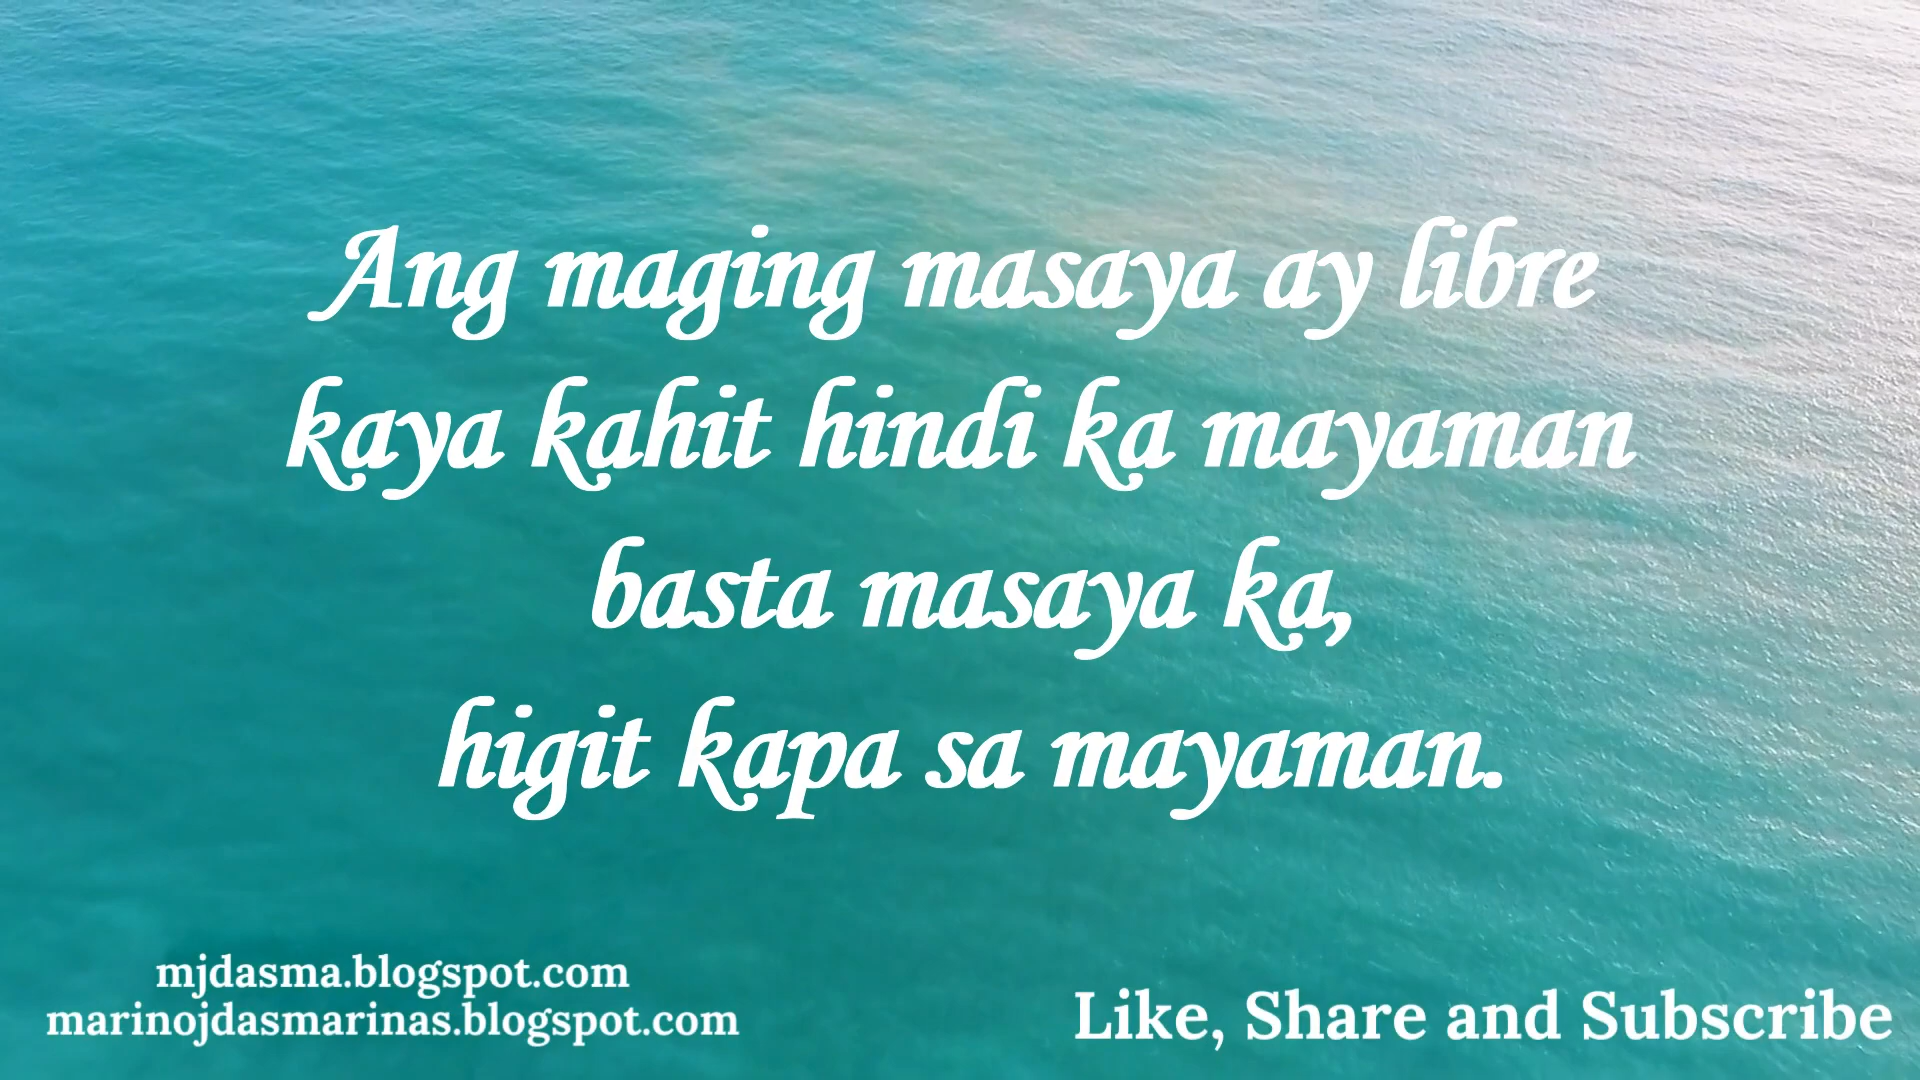 Ang maging masaya ay libre
kaya kahit hindi ka mayaman
basta masaya ka,
higit kapa sa mayaman.
mjdasma.blogspot.com
marinojdasmarinas.blogspot.com
Like, Share and Subscribe